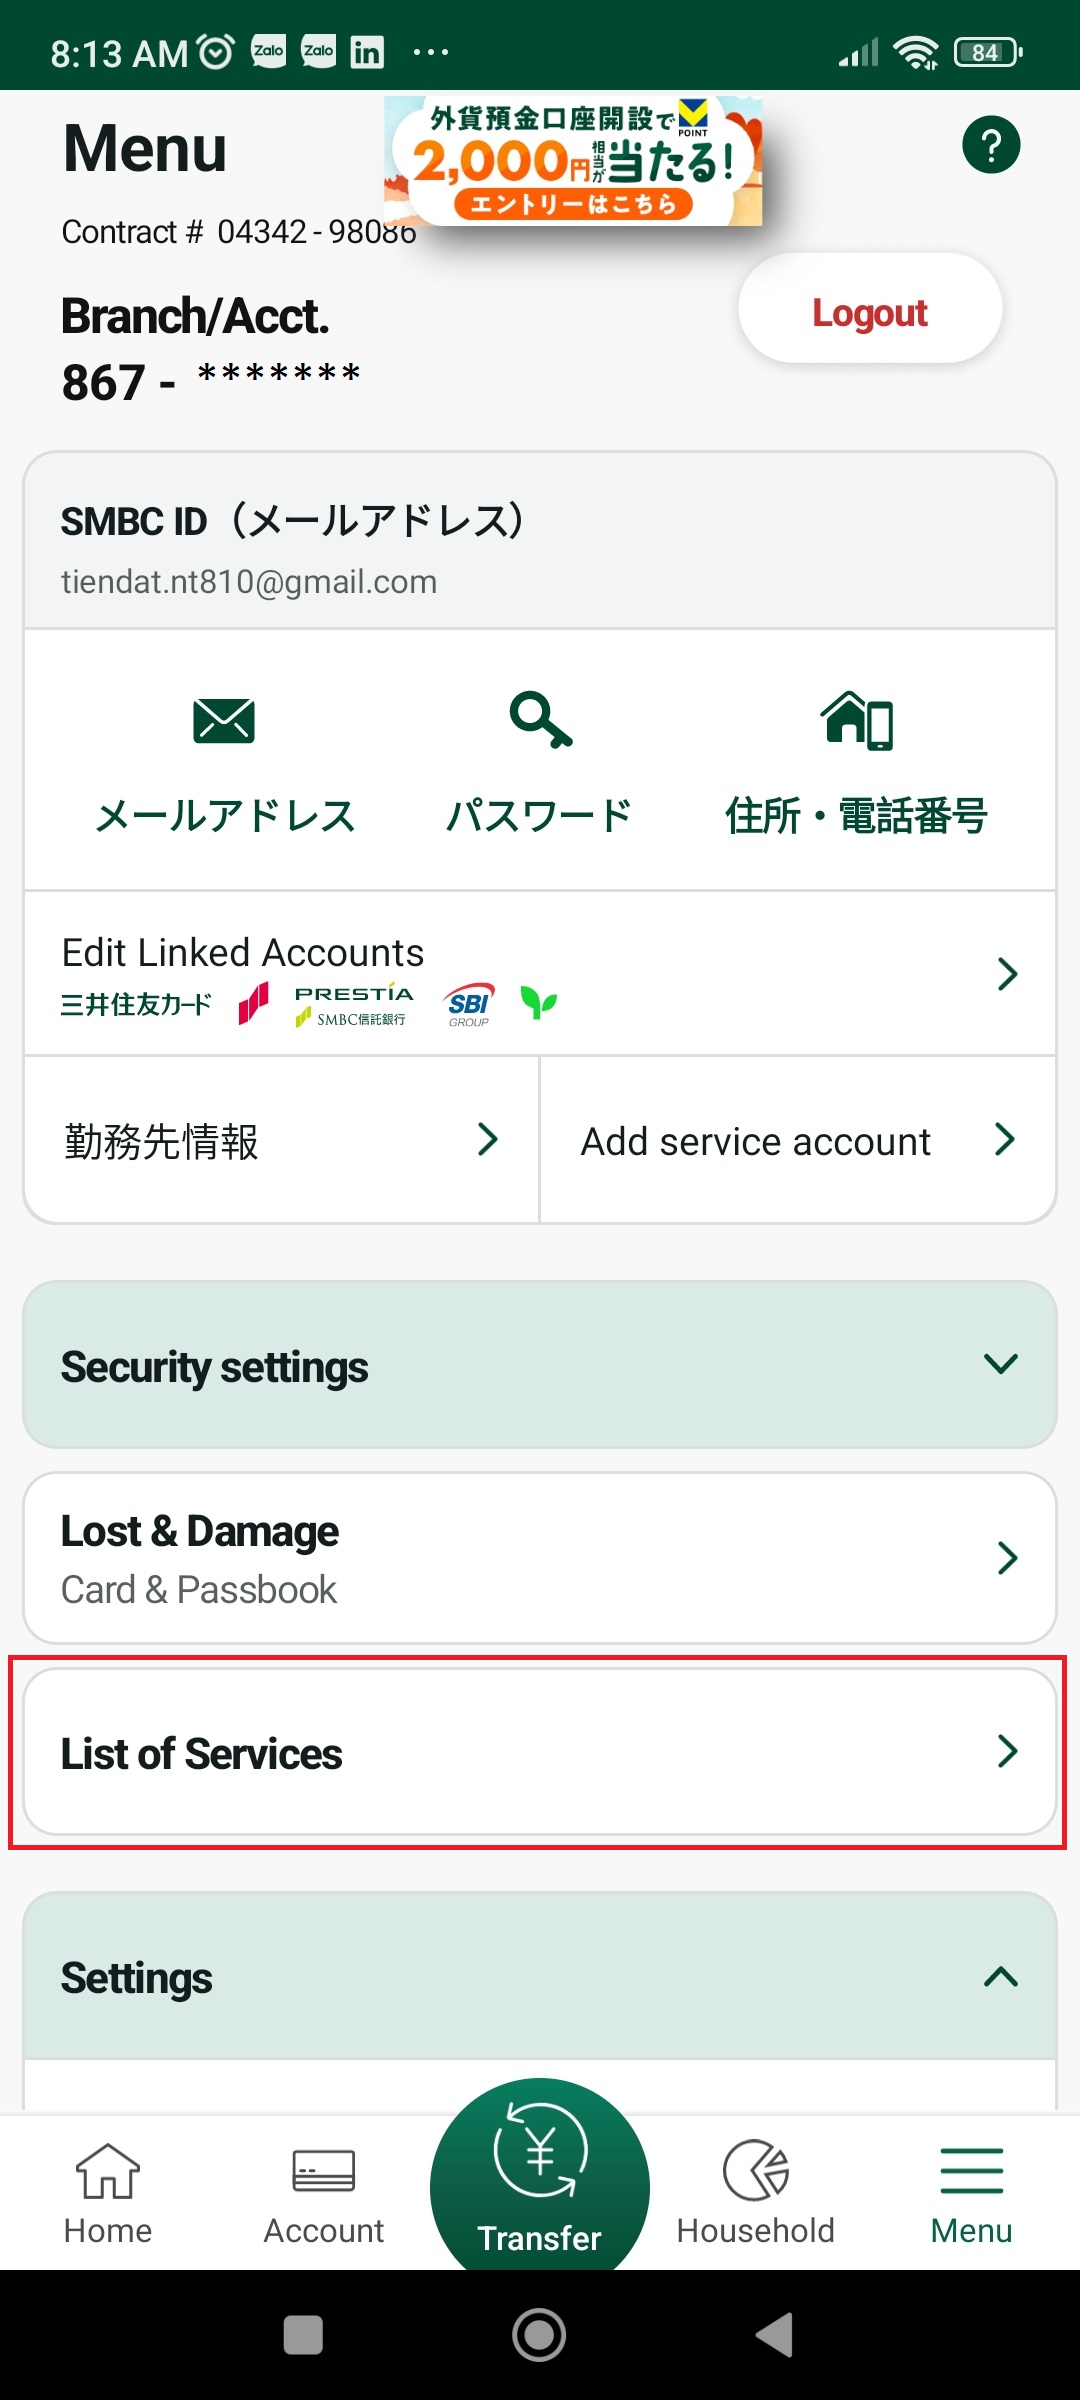 8:13 AM Zalo Zalo in ... 84
Menu
外貨預金口座開設で
POINT
2,000円相当が当たる!
エントリーはこちら
?
Contract # 04342 - 98086
Branch/Acct.
867 - *******
Logout
SMBC ID（メールアドレス）
tiendat.nt810@gmail.com
メールアドレス パスワード 住所・電話番号
Edit Linked Accounts
三井住友カード PRESTIA SMBC信託銀行 SBI GROUP
勤務先情報 Add service account
Security settings
Lost & Damage
Card & Passbook
List of Services
Settings
¥
Home Account Transfer Household Menu